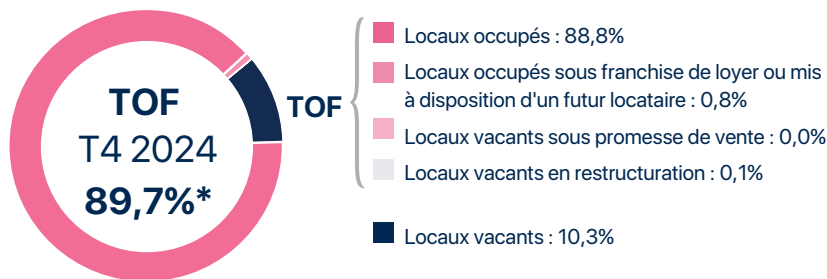 TOF
T4 2024
89,7%*
TOF
Locaux occupés : 88,8%
Locaux occupés sous franchise de loyer ou mis
à disposition d'un futur locataire : 0,8%
Locaux vacants sous promesse de vente : 0,0%
Locaux vacants en restructuration : 0,1%
Locaux vacants : 10,3%